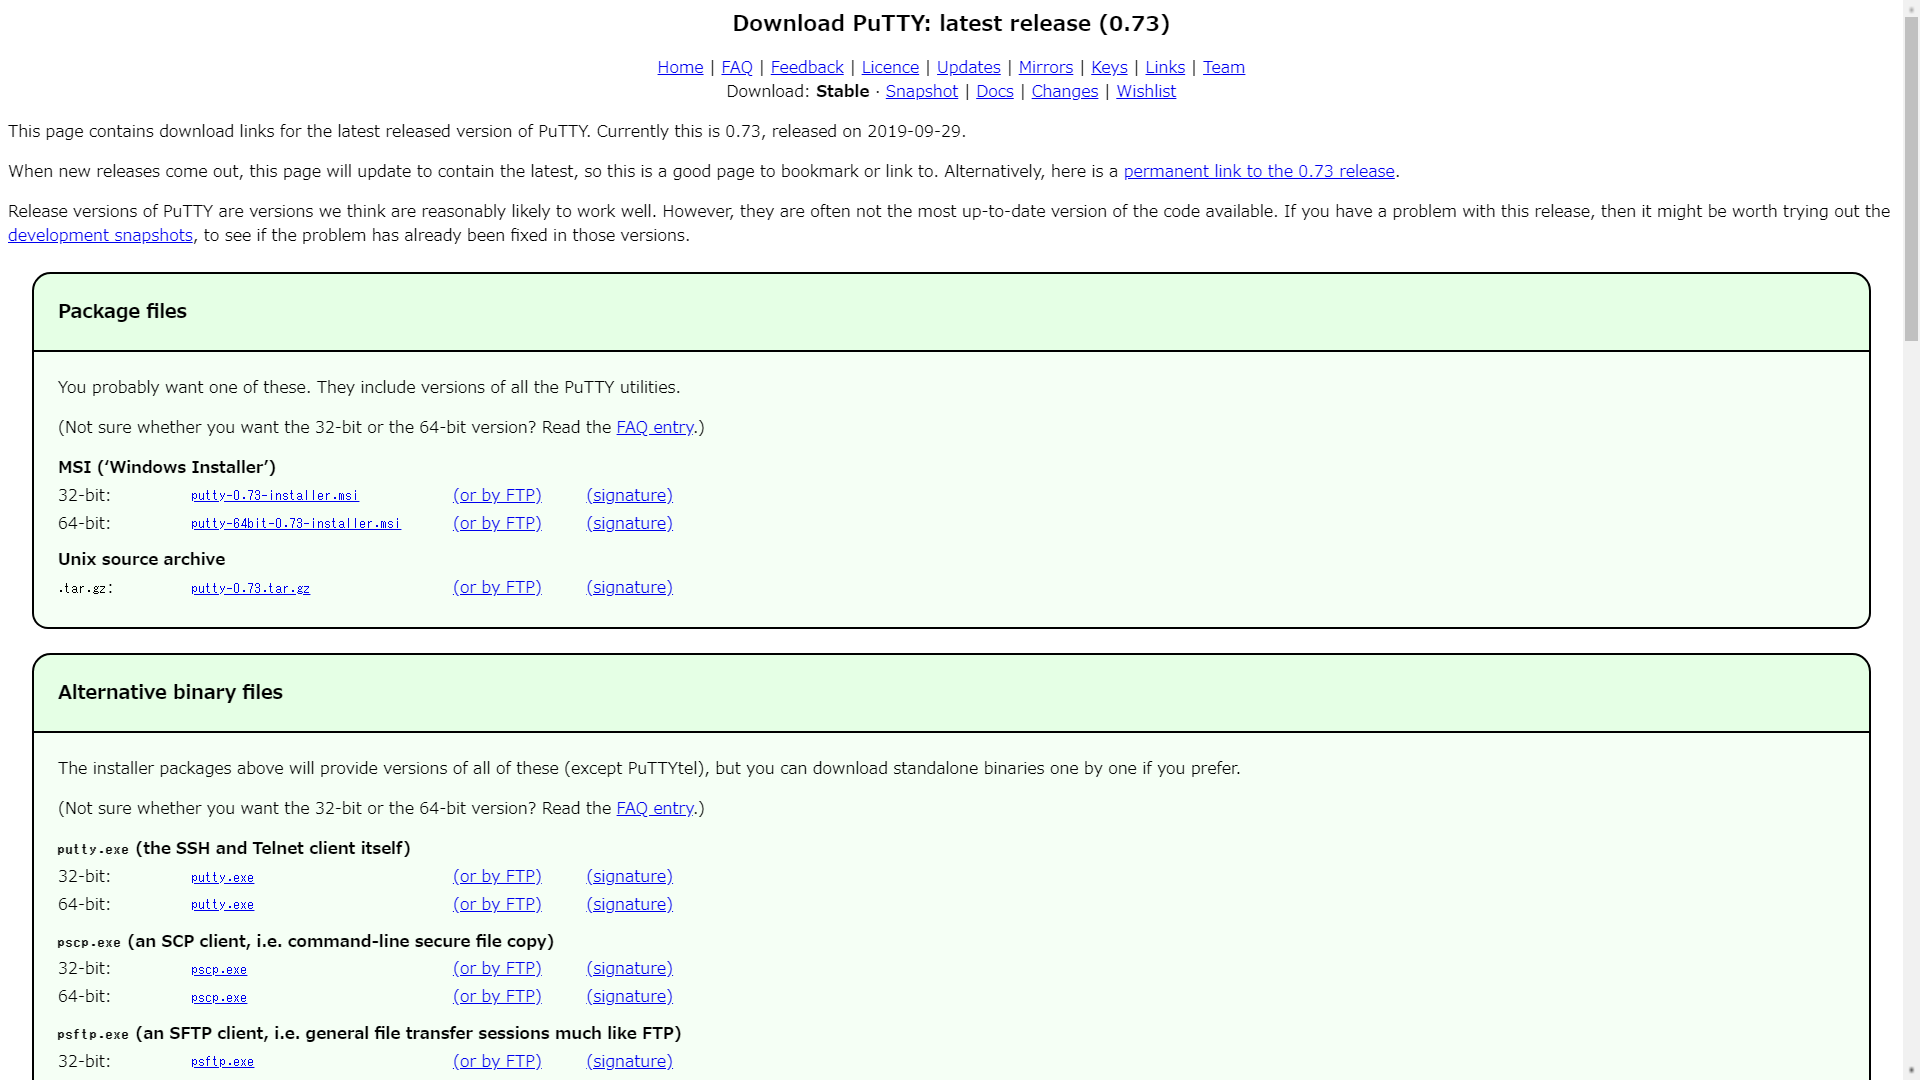 Download PuTTY: latest release (0.73)
Home | FAQ | Feedback | Licence | Updates | Mirrors | Keys | Links | Team
Download: Stable · Snapshot | Docs | Changes | Wishlist
This page contains download links for the latest released version of PuTTY. Currently this is 0.73, released on 2019-09-29.
When new releases come out, this page will update to contain the latest, so this is a good page to bookmark or link to. Alternatively, here is a permanent link to the 0.73 release.
Release versions of PuTTY are versions we think are reasonably likely to work well. However, they are often not the most up-to-date version of the code available. If you have a problem with this release, then it might be worth trying out the
development snapshots, to see if the problem has already been fixed in those versions.
Package files
You probably want one of these. They include versions of all the PuTTY utilities.
(Not sure whether you want the 32-bit or the 64-bit version? Read the FAQ entry.)
MSI (‘Windows Installer’)
32-bit: putty-0.73-installer.msi (or by FTP) (signature)
64-bit: putty-64bit-0.73-installer.msi (or by FTP) (signature)
Unix source archive
.tar.gz: putty-0.73.tar.gz (or by FTP) (signature)
Alternative binary files
The installer packages above will provide versions of all of these (except PuTTYtel), but you can download standalone binaries one by one if you prefer.
(Not sure whether you want the 32-bit or the 64-bit version? Read the FAQ entry.)
putty.exe (the SSH and Telnet client itself)
32-bit: putty.exe (or by FTP) (signature)
64-bit: putty.exe (or by FTP) (signature)
pscp.exe (an SCP client, i.e. command-line secure file copy)
32-bit: pscp.exe (or by FTP) (signature)
64-bit: pscp.exe (or by FTP) (signature)
psftp.exe (an SFTP client, i.e. general file transfer sessions much like FTP)
32-bit: psftp.exe (or by FTP) (signature)